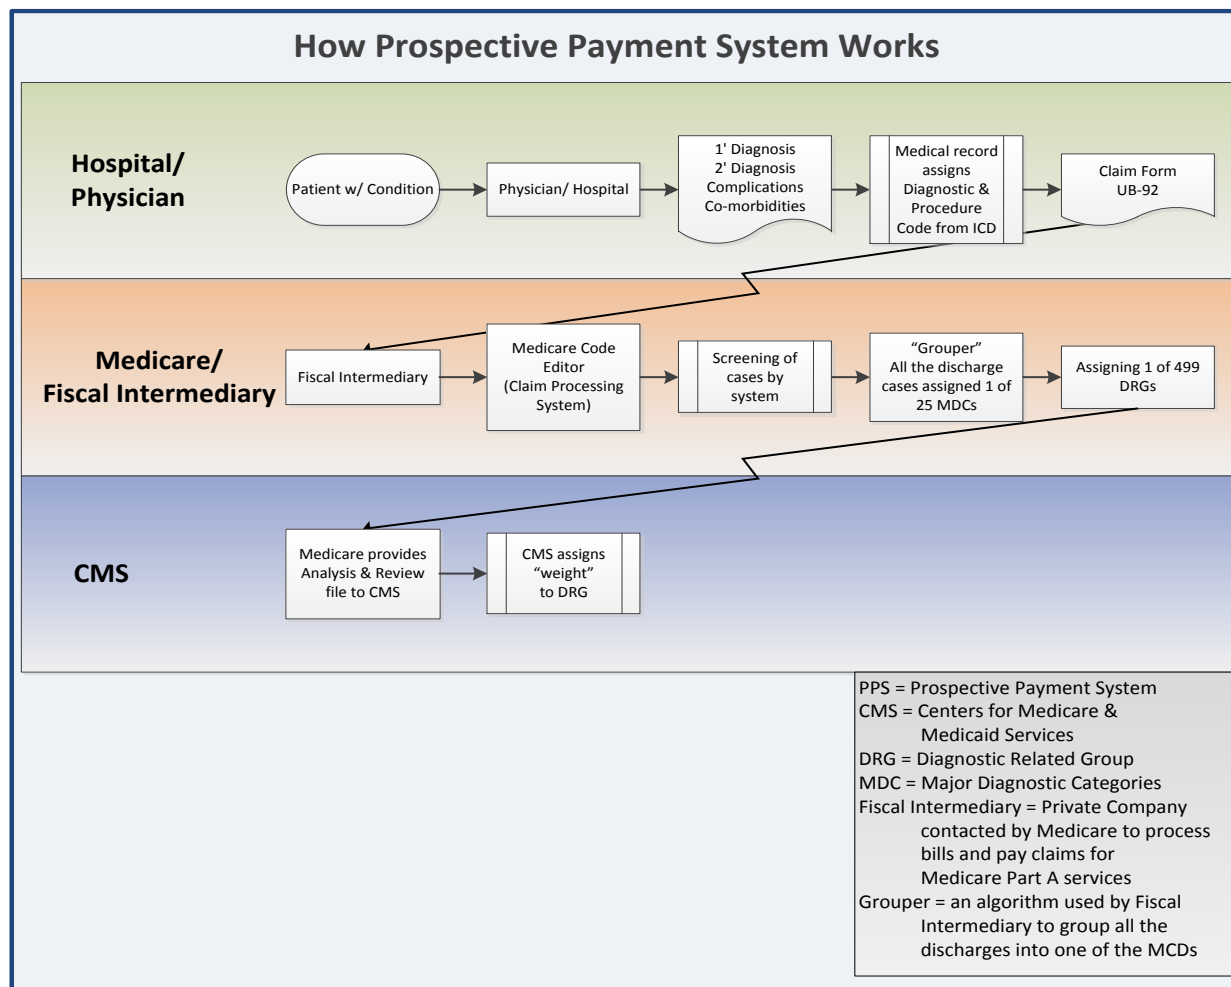 How Prospective Payment System Works
Hospital/
Physician
Patient w/ Condition
Physician/ Hospital
1' Diagnosis
2' Diagnosis
Complications
Co-morbidities
Medical record
assigns
Diagnostic &
Procedure
Code from ICD
Claim Form
UB-92
Medicare/
Fiscal Intermediary
Fiscal Intermediary
Medicare Code
Editor
(Claim Processing
System)
Screening of
cases by
system
“Grouper”
All the discharge
cases assigned 1 of
25 MDCs
Assigning 1 of 499
DRGs
CMS
Medicare provides
Analysis & Review
file to CMS
CMS assigns
“weight”
to DRG
PPS = Prospective Payment System
CMS = Centers for Medicare &
Medicaid Services
DRG = Diagnostic Related Group
MDC = Major Diagnostic Categories
Fiscal Intermediary = Private Company
contacted by Medicare to process
bills and pay claims for
Medicare Part A services
Grouper = an algorithm used by Fiscal
Intermediary to group all the
discharges into one of the MCDs